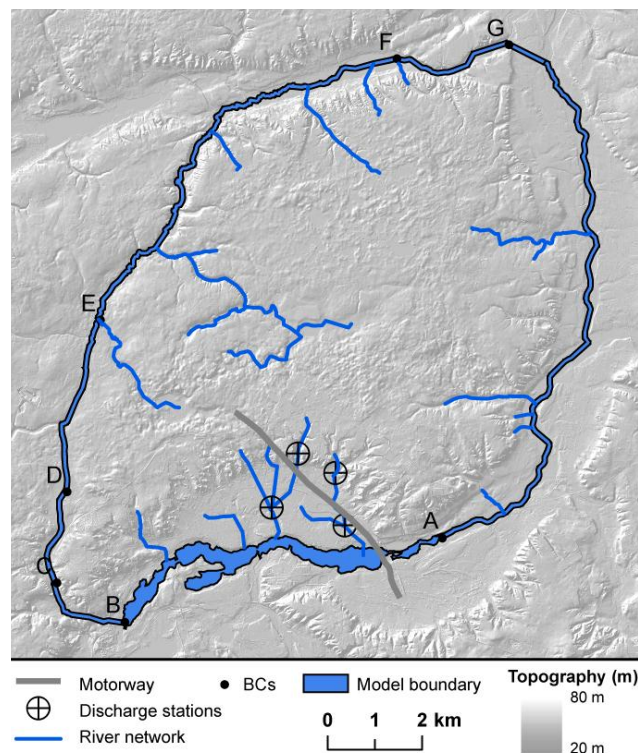 G
F
E
D
A
C
B
Motorway
BCs
Model boundary
Topography (m)
Discharge stations
80 m
River network
0 1 2 km
20 m